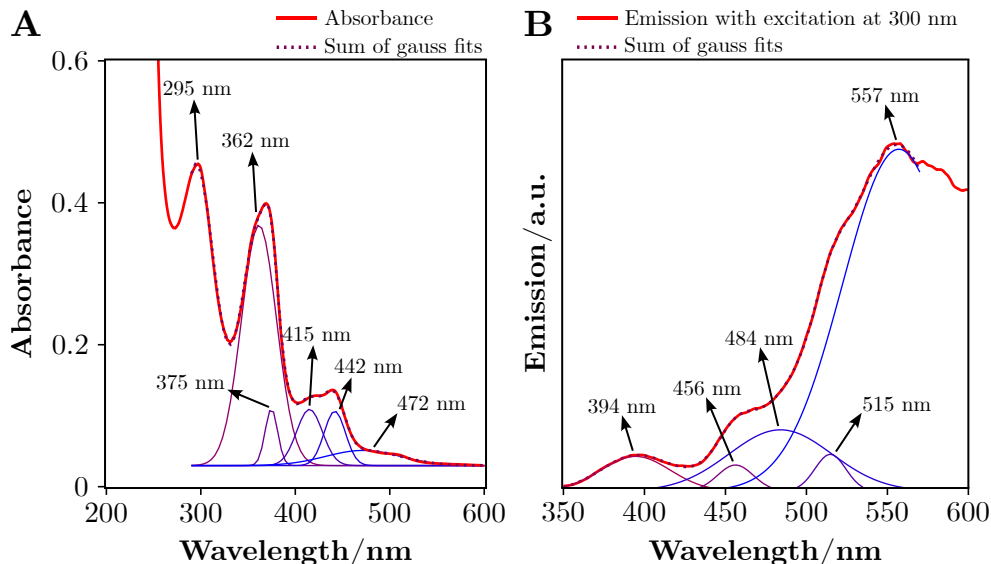 A
Absorbance
Sum of gauss fits
0.6
0.4
0.2
0
Absorbance
295 nm
362 nm
375 nm
415 nm
442 nm
472 nm
200
300
400
500
600
Wavelength/nm
B
Emission with excitation at 300 nm
Sum of gauss fits
Emission/a.u.
557 nm
484 nm
456 nm
394 nm
515 nm
350
400
450
500
550
600
Wavelength/nm